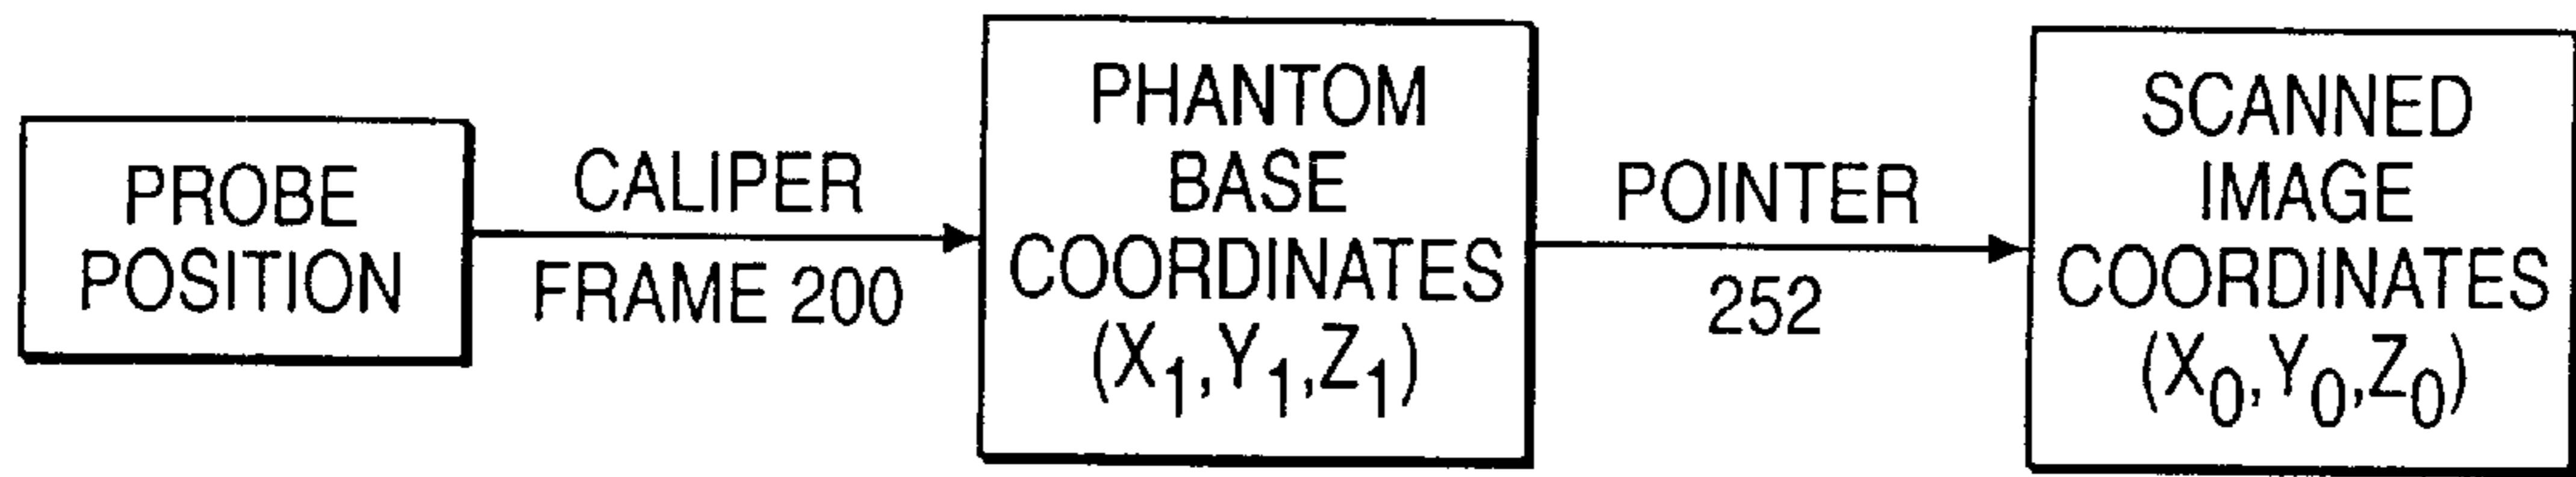 PROBE
POSITION
CALIPER
FRAME 200
PHANTOM
BASE
COORDINATES
(X₁,Y₁,Z₁)
POINTER
252
SCANNED
IMAGE
COORDINATES
(X₀,Y₀,Z₀)